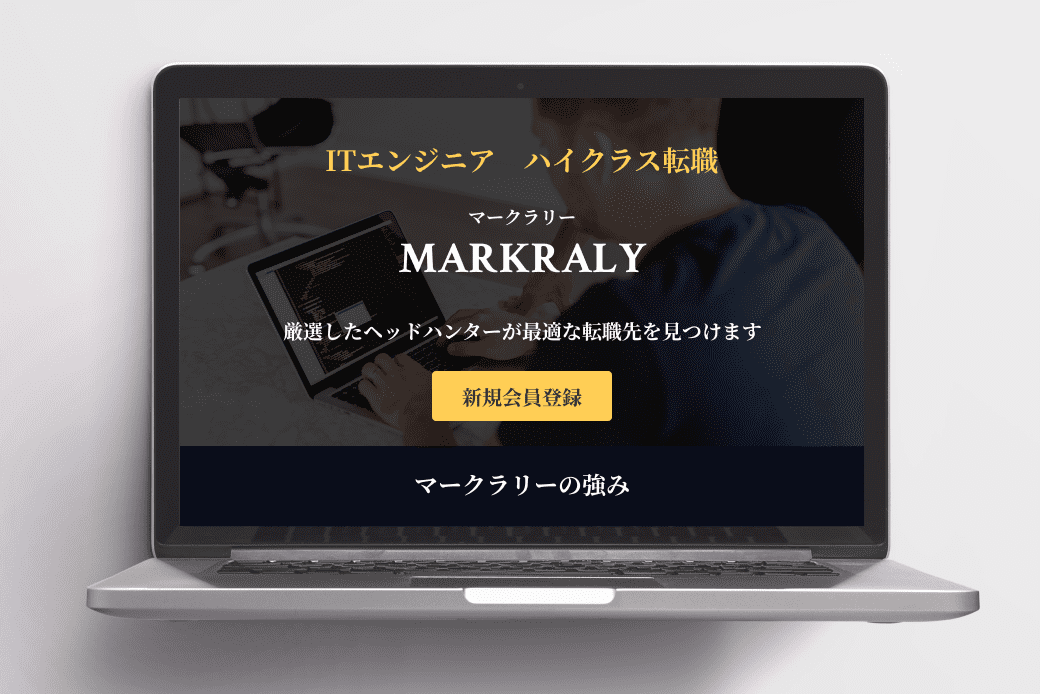 ITエンジニア　ハイクラス転職
マークラリー
MARKRALY
厳選したヘッドハンターが最適な転職先を見つけます
新規会員登録
マークラリーの強み